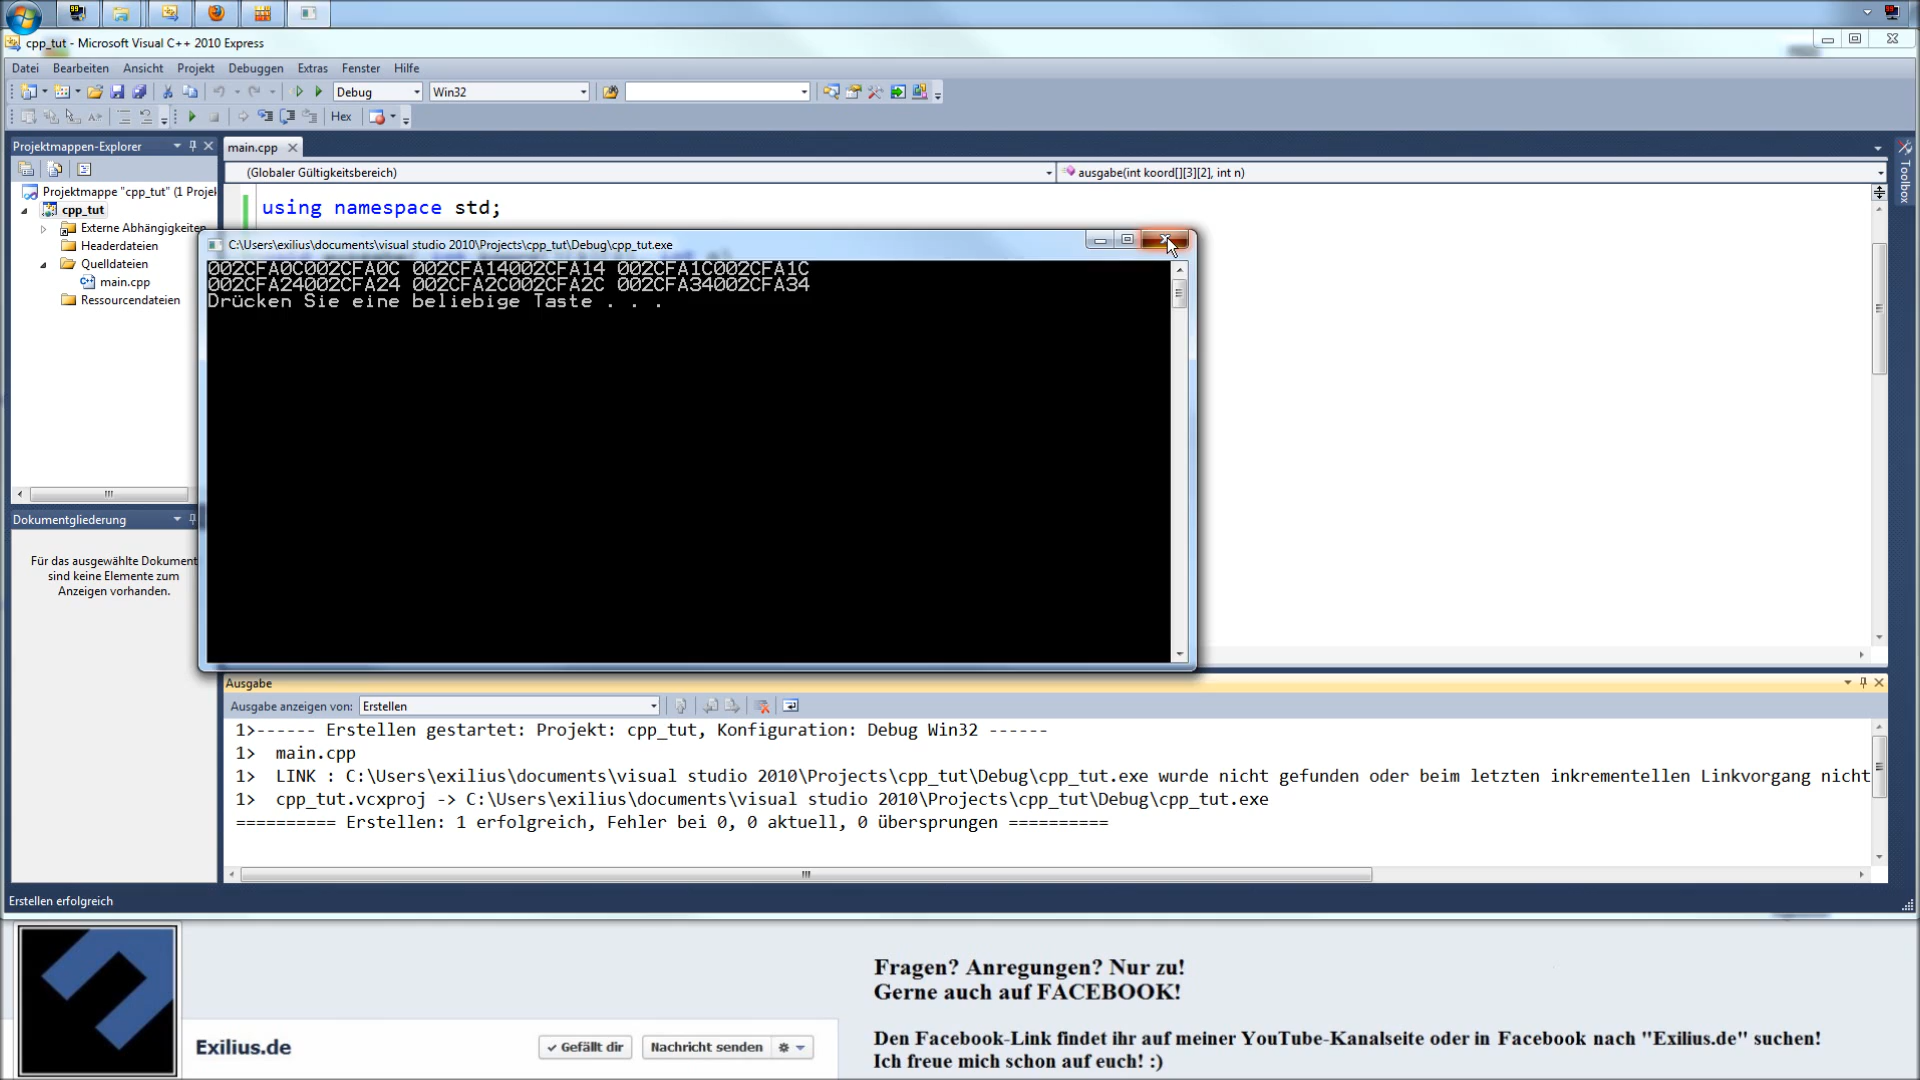 cpp_tut - Microsoft Visual C++ 2010 Express
Datei Bearbeiten Ansicht Projekt Debuggen Extras Fenster Hilfe
Debug Win32
Hex
Projektmappen-Explorer
main.cpp
(Globaler Gültigkeitsbereich) ausgabe(int koord[][3][2], int n)
Toolbox
Projektmappe "cpp_tut" (1 Projek
cpp_tut
Externe Abhängigkeiten
Headerdateien
Quelldateien
main.cpp
Ressourcendateien
using namespace std;
C:\Users\exilius\documents\visual studio 2010\Projects\cpp_tut\Debug\cpp_tut.exe
002CFA0C002CFA0C 002CFA14002CFA14 002CFA1C002CFA1C
002CFA24002CFA24 002CFA2C002CFA2C 002CFA34002CFA34
Drücken Sie eine beliebige Taste . . .
Dokumentgliederung
Für das ausgewählte Dokument
sind keine Elemente zum
Anzeigen vorhanden.
Ausgabe
Ausgabe anzeigen von: Erstellen
1>------ Erstellen gestartet: Projekt: cpp_tut, Konfiguration: Debug Win32 ------
1> main.cpp
1> LINK : C:\Users\exilius\documents\visual studio 2010\Projects\cpp_tut\Debug\cpp_tut.exe wurde nicht gefunden oder beim letzten inkrementellen Linkvorgang nicht
1> cpp_tut.vcxproj -> C:\Users\exilius\documents\visual studio 2010\Projects\cpp_tut\Debug\cpp_tut.exe
========== Erstellen: 1 erfolgreich, Fehler bei 0, 0 aktuell, 0 übersprungen ==========
Erstellen erfolgreich
Exilius.de
Gefällt dir
Nachricht senden
Fragen? Anregungen? Nur zu!
Gerne auch auf FACEBOOK!
Den Facebook-Link findet ihr auf meiner YouTube-Kanalseite oder in Facebook nach "Exilius.de" suchen!
Ich freue mich schon auf euch! :)